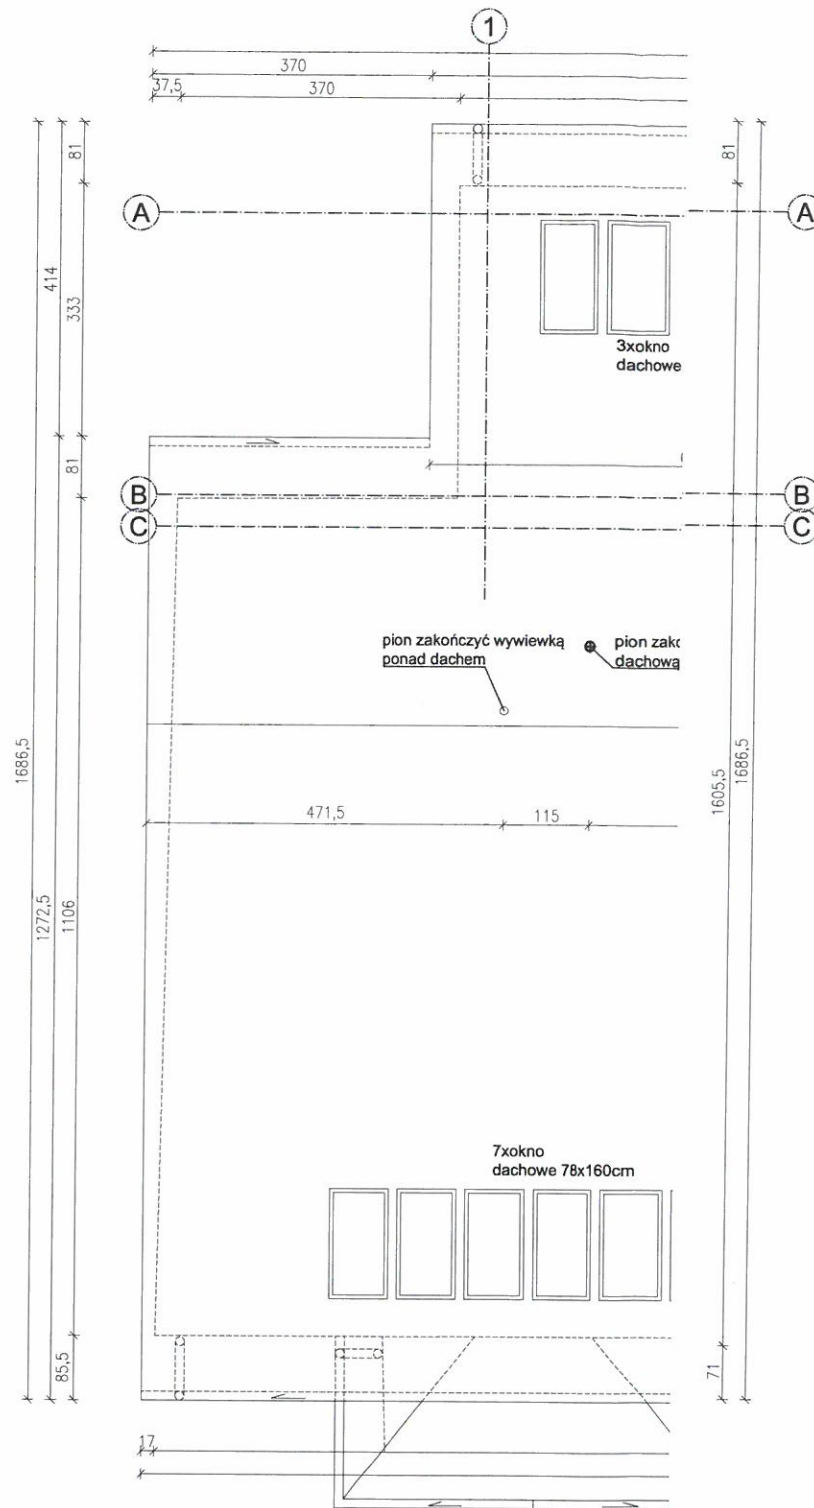 1
370
37,5
370
81
81
A
A
414
333
3xokno
dachowe
81
B
B
C
C
pion zakończyć wywiewką
ponad dachem
pion
dachową
1686,5
1605,5
1686,5
471,5
115
1272,5
1106
7xokno
dachowe 78x160cm
85,5
71
17